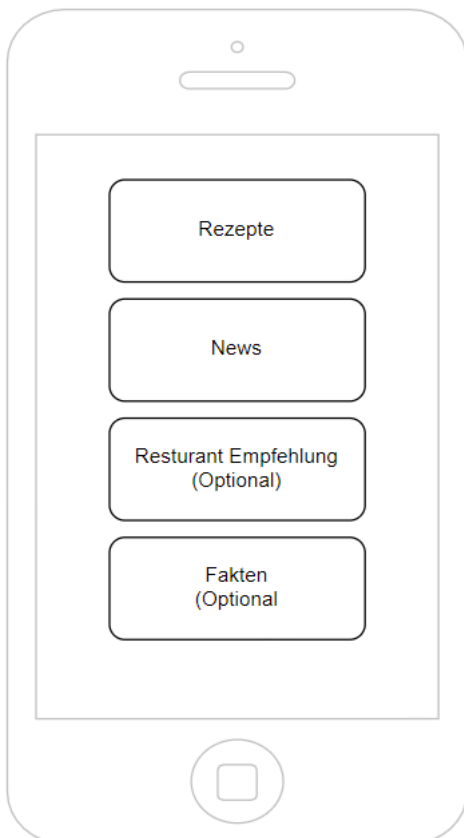 Rezepte
News
Resturant Empfehlung
(Optional)
Fakten
(Optional